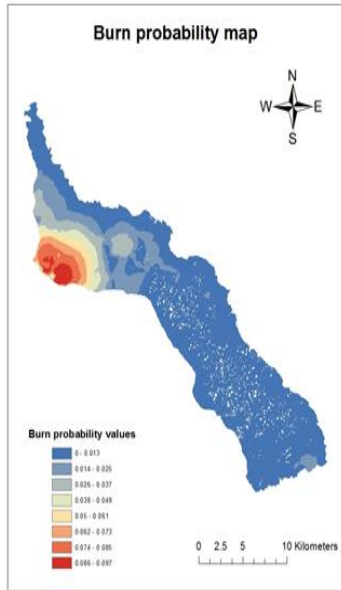 Burn probability map
N
W E
S
Burn probability values
0 - 0.013
0.014 - 0.025
0.026 - 0.037
0.038 - 0.049
0.05 - 0.061
0.062 - 0.073
0.074 - 0.085
0.086 - 0.097
0 2.5 5 10 Kilometers